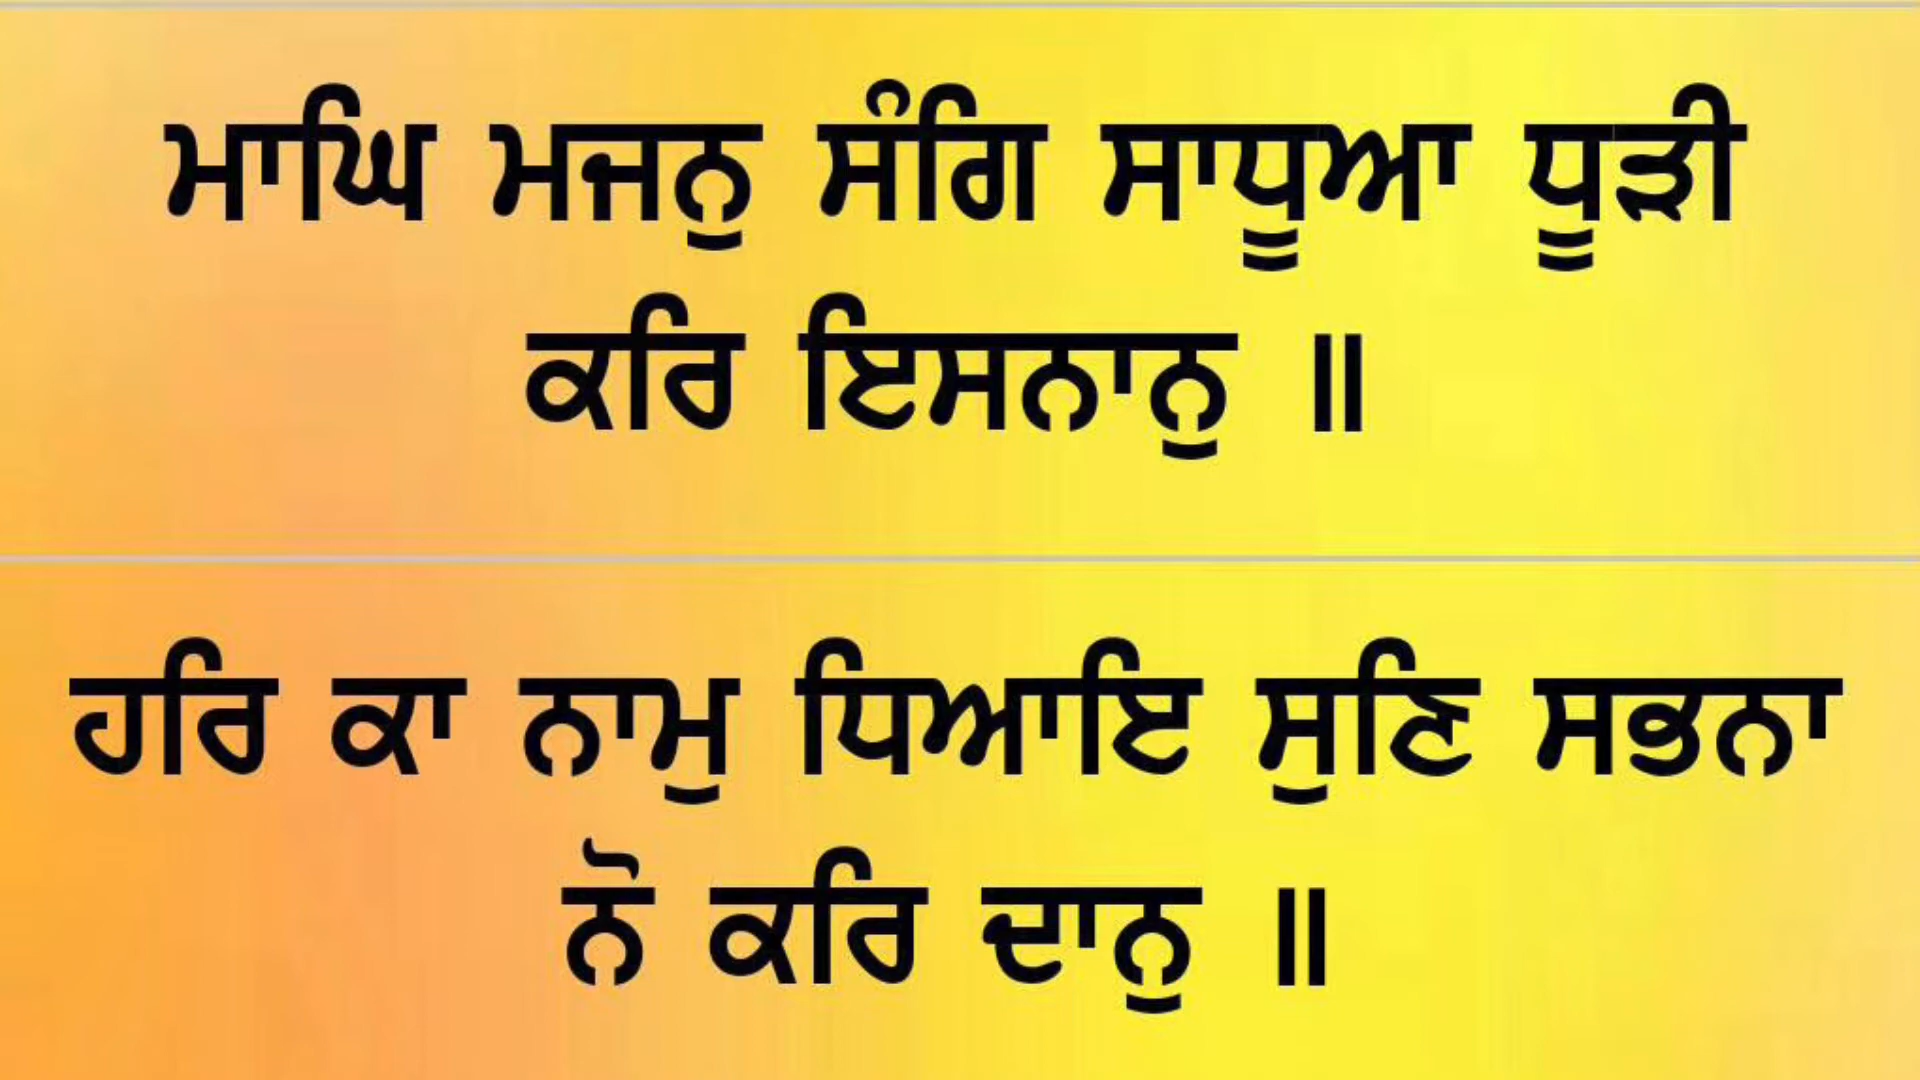 ਮਾਘਿ ਮਜਨੁ ਸੰਗਿ ਸਾਧੂਆ ਧੂੜੀ
ਕਰਿ ਇਸਨਾਨੁ ॥
ਹਰਿ ਕਾ ਨਾਮੁ ਧਿਆਇ ਸੁਣਿ ਸਭਨਾ
ਨੋ ਕਰਿ ਦਾਨੁ ॥